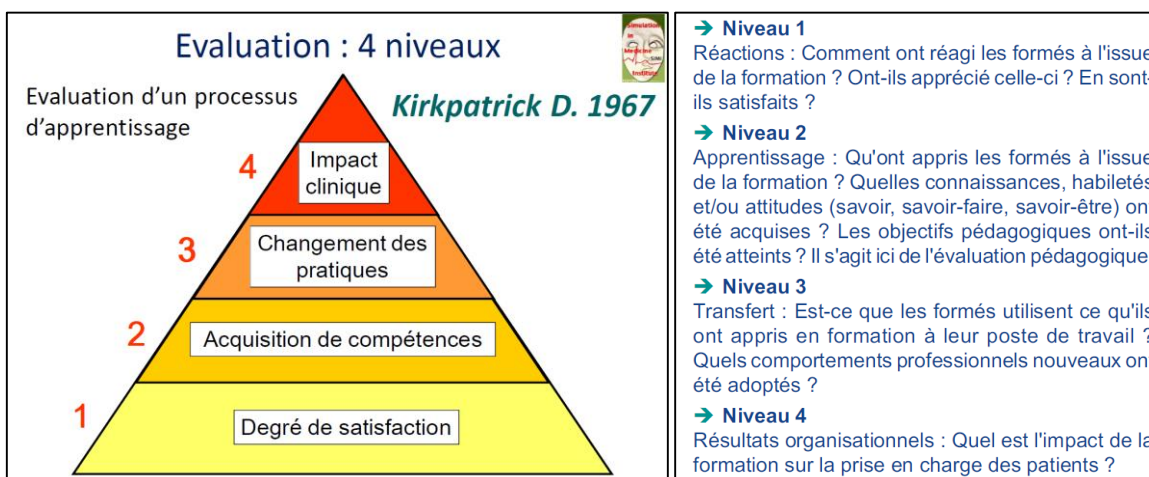 Evaluation : 4 niveaux
Simulation
in
Medicine
Institute
Evaluation d’un processus
d’apprentissage
Kirkpatrick D. 1967
4
Impact
clinique
3
Changement des
pratiques
2
Acquisition de compétences
1
Degré de satisfaction
➔ Niveau 1
Réactions : Comment ont réagi les formés à l'issue
de la formation ? Ont-ils apprécié celle-ci ? En sont-
ils satisfaits ?
➔ Niveau 2
Apprentissage : Qu'ont appris les formés à l'issue
de la formation ? Quelles connaissances, habiletés
et/ou attitudes (savoir, savoir-faire, savoir-être) on
été acquises ? Les objectifs pédagogiques ont-ils
été atteints ? Il s'agit ici de l'évaluation pédagogique
➔ Niveau 3
Transfert : Est-ce que les formés utilisent ce qu'ils
ont appris en formation à leur poste de travail ?
Quels comportements professionnels nouveaux on
été adoptés ?
➔ Niveau 4
Résultats organisationnels : Quel est l'impact de la
formation sur la prise en charge des patients ?